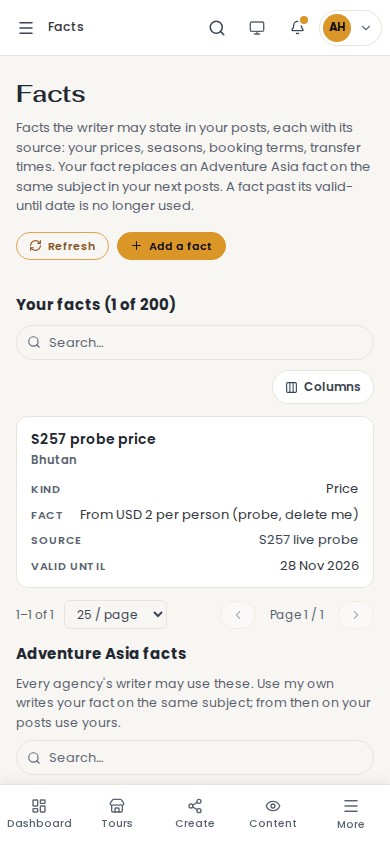 Facts
AH
Facts
Facts the writer may state in your posts, each with its
source: your prices, seasons, booking terms, transfer
times. Your fact replaces an Adventure Asia fact on the
same subject in your next posts. A fact past its valid-
until date is no longer used.
Refresh
Add a fact
Your facts (1 of 200)
Search...
Columns
S257 probe price
Bhutan
KIND Price
FACT From USD 2 per person (probe, delete me)
SOURCE S257 live probe
VALID UNTIL 28 Nov 2026
1–1 of 1 25 / page Page 1 / 1
Adventure Asia facts
Every agency's writer may use these. Use my own
writes your fact on the same subject; from then on your
posts use yours.
Search...
Dashboard Tours Create Content More